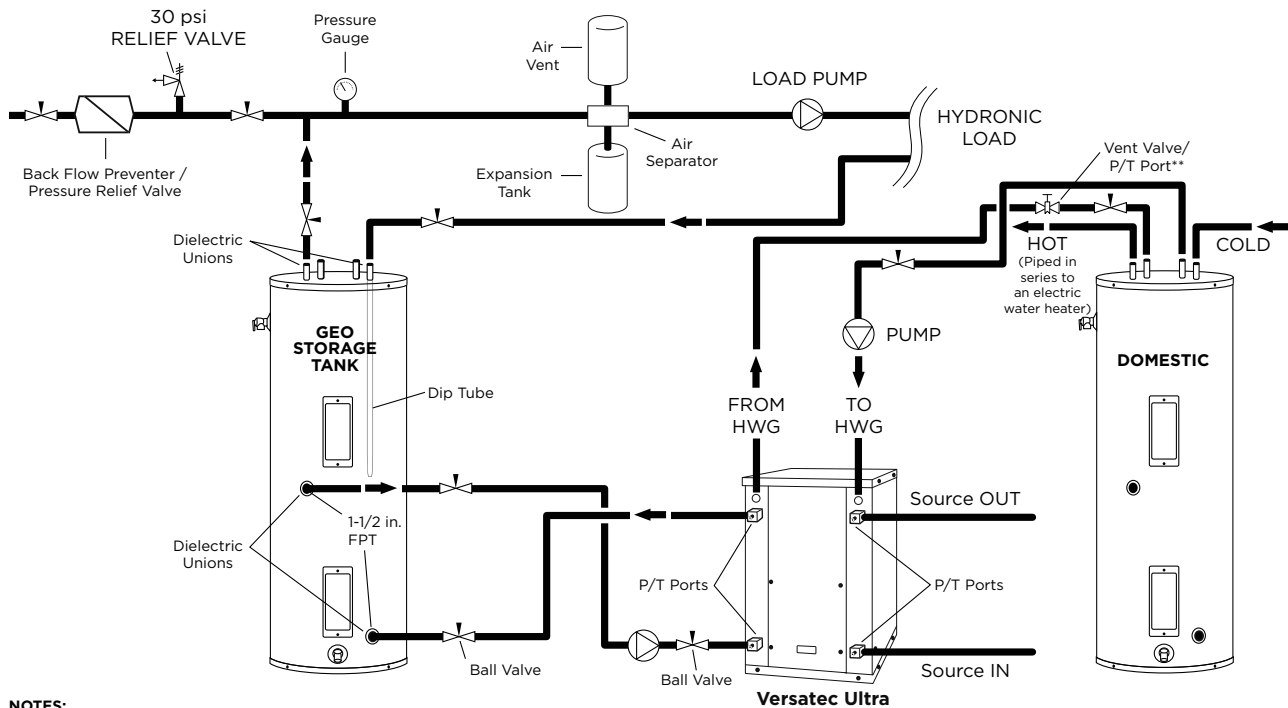 30 psi
RELIEF VALVE
Pressure
Gauge
Air
Vent
LOAD PUMP
HYDRONIC
LOAD
Vent Valve/
P/T Port**
Back Flow Preventer /
Pressure Relief Valve
Expansion
Tank
Air
Separator
Dielectric
Unions
HOT
(Piped in
series to
an electric
water heater)
COLD
GEO
STORAGE
TANK
PUMP
DOMESTIC
Dip Tube
FROM
HWG
TO
HWG
Source OUT
1-1/2 in.
FPT
Dielectric
Unions
P/T Ports
P/T Ports
Ball Valve
Ball Valve
Source IN
Versatec Ultra
NOTES: